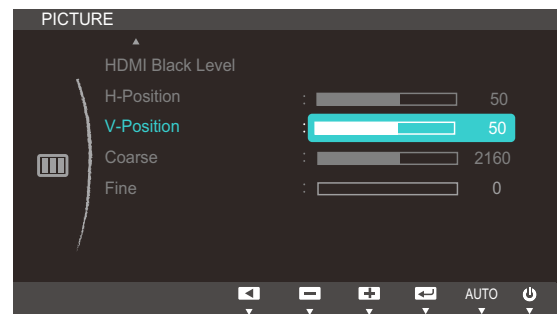 PICTURE
HDMI Black Level
H-Position : 50
V-Position : 50
Coarse : 2160
Fine : 0
AUTO